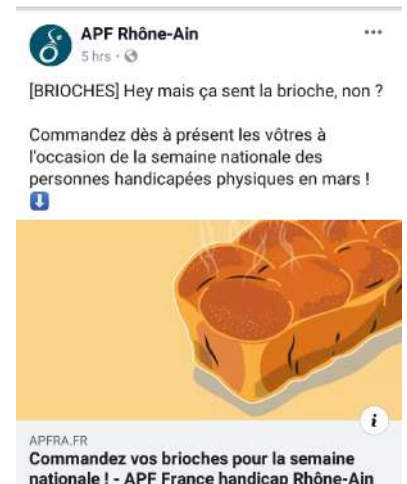 APF Rhône-Ain
5 hrs
[BRIOCHES] Hey mais ça sent la brioche, non ?
Commandez dès à présent les vôtres à
l'occasion de la semaine nationale des
personnes handicapées physiques en mars !
APFRA.FR
Commandez vos brioches pour la semaine
nationale ! - APF France handicap Rhône-Ain